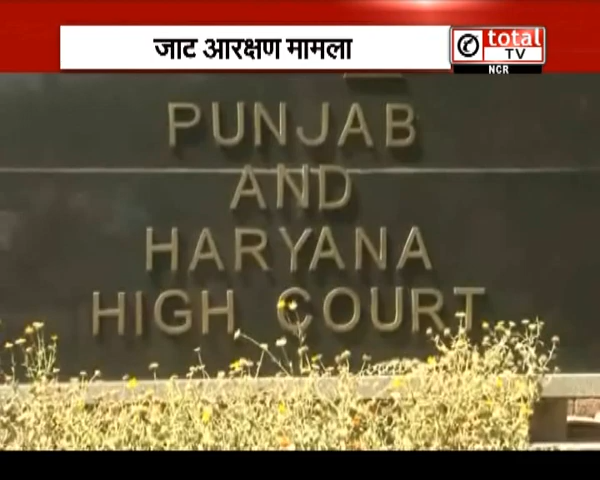 जाट आरक्षण मामला
total
TV
NCR
PUNJAB
AND
HARYANA
HIGH COURT